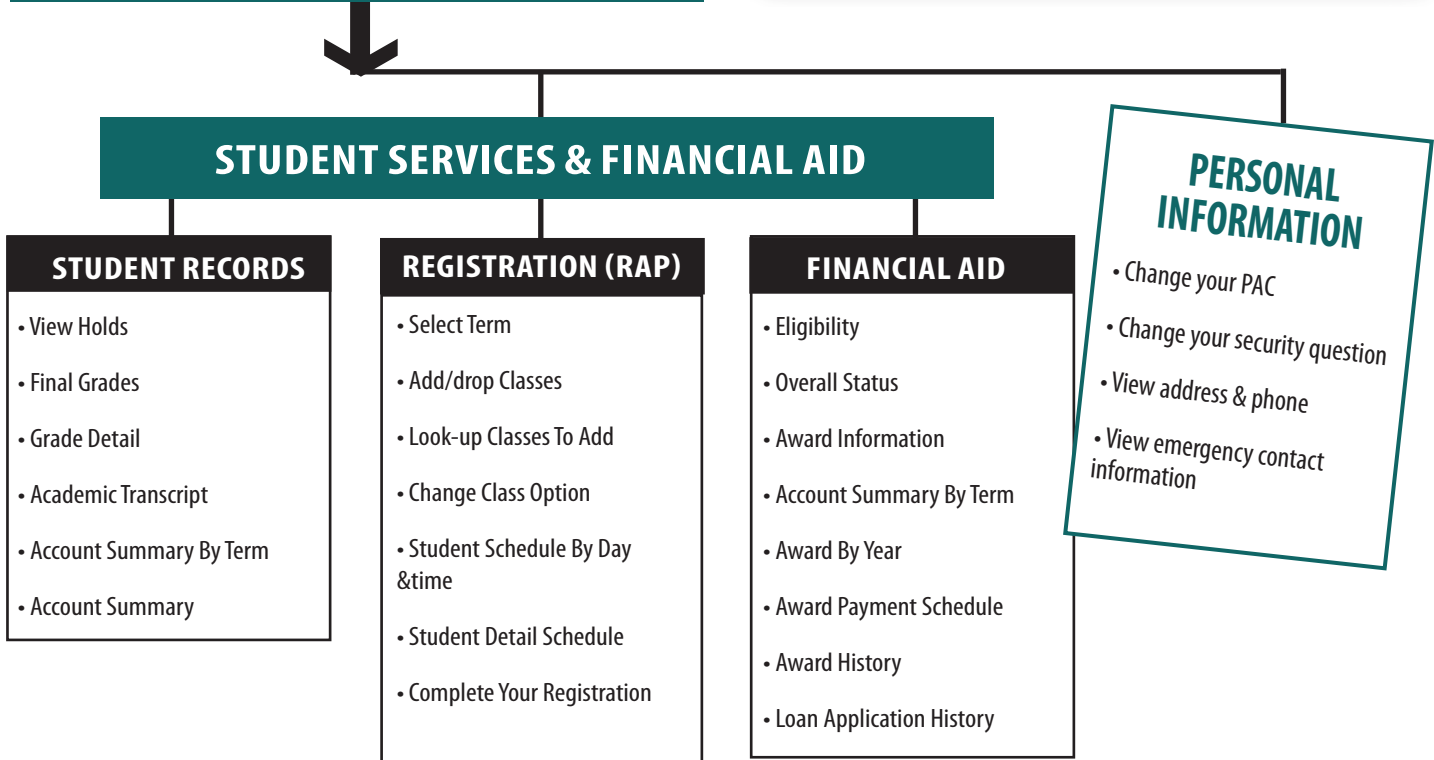 STUDENT SERVICES & FINANCIAL AID
STUDENT RECORDS
• View Holds
• Final Grades
• Grade Detail
• Academic Transcript
• Account Summary By Term
• Account Summary
REGISTRATION (RAP)
• Select Term
• Add/drop Classes
• Look-up Classes To Add
• Change Class Option
• Student Schedule By Day
&time
• Student Detail Schedule
• Complete Your Registration
FINANCIAL AID
• Eligibility
• Overall Status
• Award Information
• Account Summary By Term
• Award By Year
• Award Payment Schedule
• Award History
• Loan Application History
PERSONAL
INFORMATION
• Change your PAC
• Change your security question
• View address & phone
• View emergency contact
information